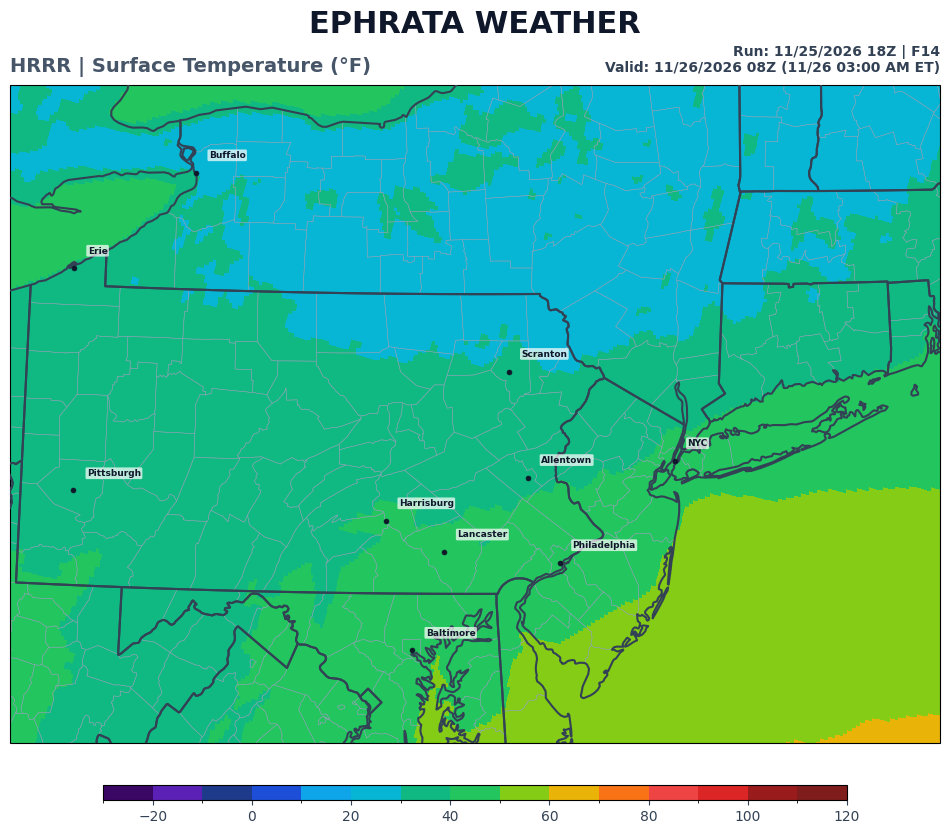 EPHRATA WEATHER
HRRR | Surface Temperature (°F)
Run: 11/25/2026 18Z | F14
Valid: 11/26/2026 08Z (11/26 03:00 AM ET)
Buffalo
Erie
Scranton
NYC
Allentown
Pittsburgh
Harrisburg
Lancaster
Philadelphia
Baltimore
−20 0 20 40 60 80 100